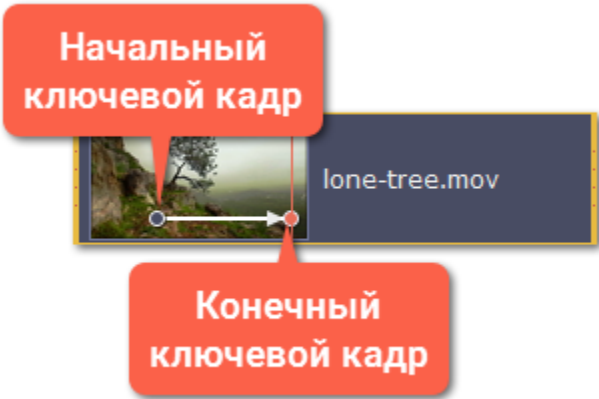 Начальный
ключевой кадр
lone-tree.mov
Конечный
ключевой кадр